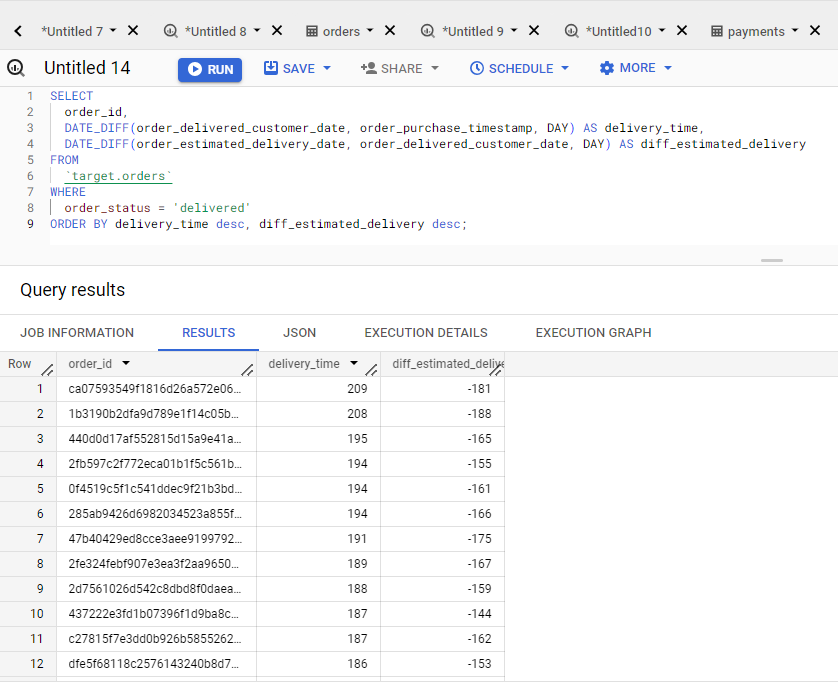 *Untitled 7 *Untitled 8 orders *Untitled 9 *Untitled10 payments
Untitled 14 RUN SAVE SHARE SCHEDULE MORE
1 SELECT
2 order_id,
3 DATE_DIFF(order_delivered_customer_date, order_purchase_timestamp, DAY) AS delivery_time,
4 DATE_DIFF(order_estimated_delivery_date, order_delivered_customer_date, DAY) AS diff_estimated_delivery
5 FROM
6 `target.orders`
7 WHERE
8 order_status = 'delivered'
9 ORDER BY delivery_time desc, diff_estimated_delivery desc;
Query results
JOB INFORMATION RESULTS JSON EXECUTION DETAILS EXECUTION GRAPH
Row order_id delivery_time diff_estimated_delive
1 ca07593549f1816d26a572e06... 209 -181
2 1b3190b2dfa9d789e1f14c05b... 208 -188
3 440d0d17af552815d15a9e41a... 195 -165
4 2fb597c2f772eca01b1f5c561b... 194 -155
5 0f4519c5f1c541ddec9f21b3bd... 194 -161
6 285ab9426d6982034523a855f... 194 -166
7 47b40429ed8cce3aee9199792... 191 -175
8 2fe324febf907e3ea3f2aa9650... 189 -167
9 2d7561026d542c8dbd8f0daea... 188 -159
10 437222e3fd1b07396f1d9ba8c... 187 -144
11 c27815f7e3dd0b926b5855262... 187 -162
12 dfe5f68118c2576143240b8d7... 186 -153